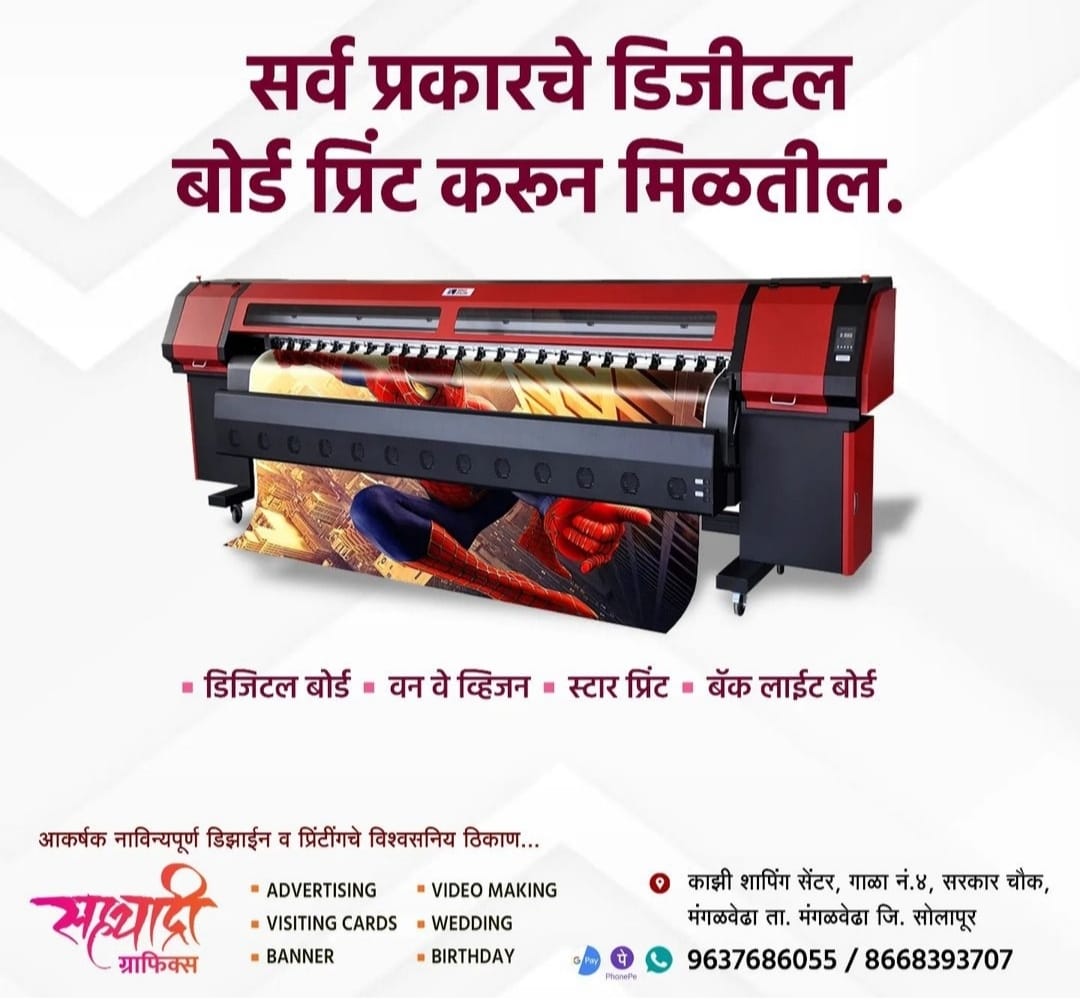 सर्व प्रकारचे डिजीटल
बोर्ड प्रिंट करून मिळतील.
▪ डिजिटल बोर्ड ▪ वन वे व्हिजन ▪ स्टार प्रिंट ▪ बॅक लाईट बोर्ड
आकर्षक नाविन्यपूर्ण डिझाईन व प्रिंटींगचे विश्वसनिय ठिकाण...
सह्याद्री
ग्राफिक्स
▪ ADVERTISING ▪ VIDEO MAKING
▪ VISITING CARDS ▪ WEDDING
▪ BANNER ▪ BIRTHDAY
काझी शापिंग सेंटर, गाळा नं.४, सरकार चौक,
मंगळवेढा ता. मंगळवेढा जि. सोलापूर
G Pay पे PhonePe 9637686055 / 8668393707